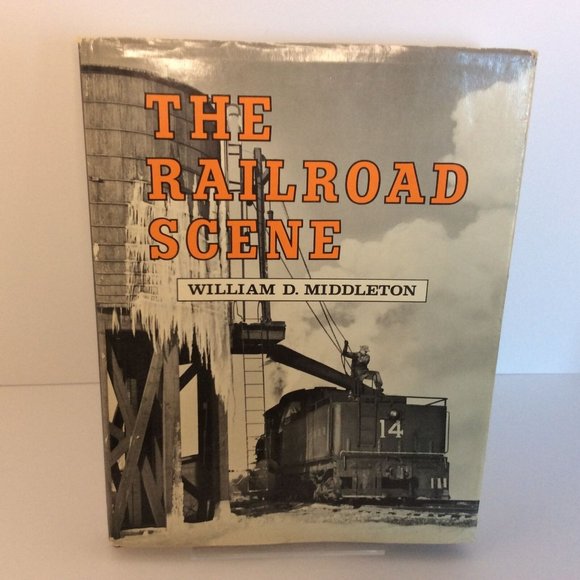 THE
RAILROAD
SCENE
WILLIAM D. MIDDLETON
14